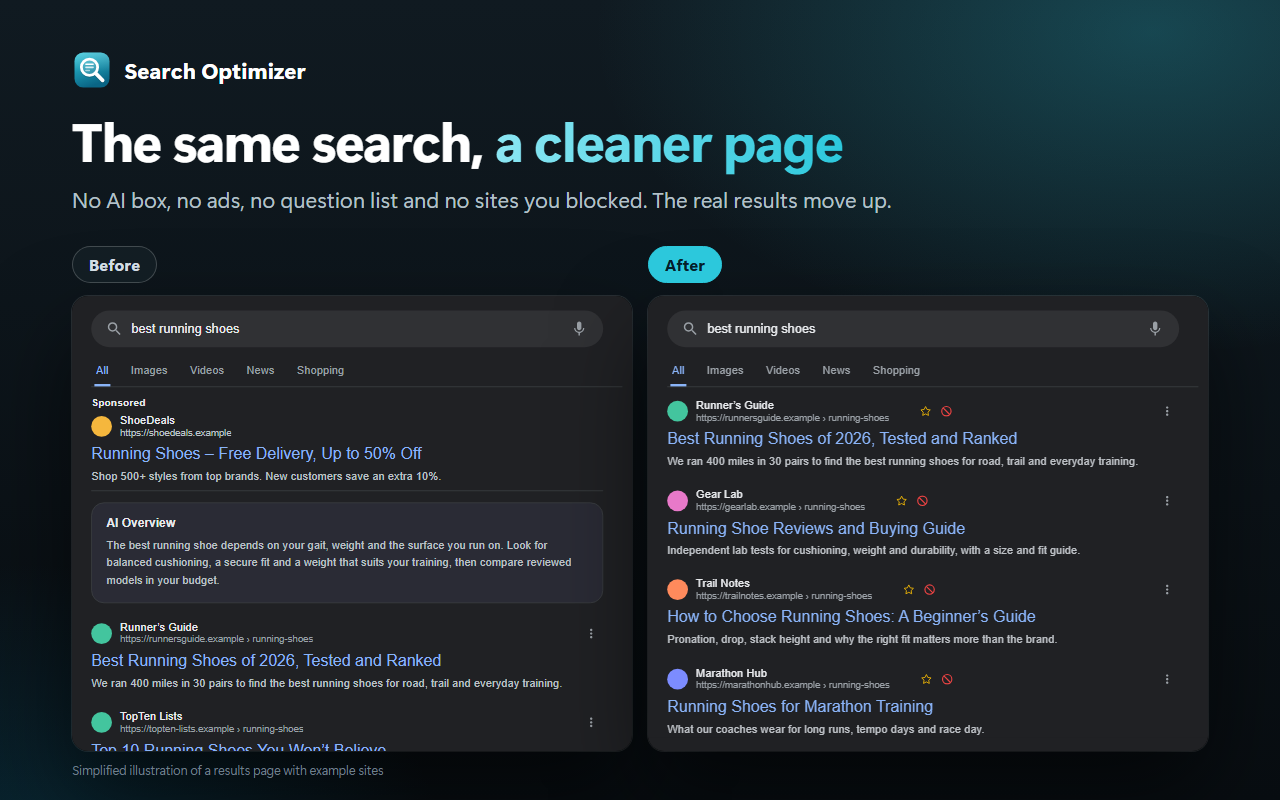 Search Optimizer
The same search, a cleaner page
No AI box, no ads, no question list and no sites you blocked. The real results move up.
Before
best running shoes
All Images Videos News Shopping
Sponsored
ShoeDeals
https://shoedeals.example
Running Shoes – Free Delivery, Up to 50% Off
Shop 500+ styles from top brands. New customers save an extra 10%.
AI Overview
The best running shoe depends on your gait, weight and the surface you run on. Look for
balanced cushioning, a secure fit and a weight that suits your training, then compare reviewed
models in your budget.
Runner’s Guide
https://runnersguide.example › running-shoes
Best Running Shoes of 2026, Tested and Ranked
We ran 400 miles in 30 pairs to find the best running shoes for road, trail and everyday training.
TopTen Lists
https://topten-lists.example › running-shoes
Top 10 Running Shoes You Won’t Believe
After
best running shoes
All Images Videos News Shopping
Runner’s Guide
https://runnersguide.example › running-shoes
Best Running Shoes of 2026, Tested and Ranked
We ran 400 miles in 30 pairs to find the best running shoes for road, trail and everyday training.
Gear Lab
https://gearlab.example › running-shoes
Running Shoe Reviews and Buying Guide
Independent lab tests for cushioning, weight and durability, with a size and fit guide.
Trail Notes
https://trailnotes.example › running-shoes
How to Choose Running Shoes: A Beginner’s Guide
Pronation, drop, stack height and why the right fit matters more than the brand.
Marathon Hub
https://marathonhub.example › running-shoes
Running Shoes for Marathon Training
What our coaches wear for long runs, tempo days and race day.
Simplified illustration of a results page with example sites